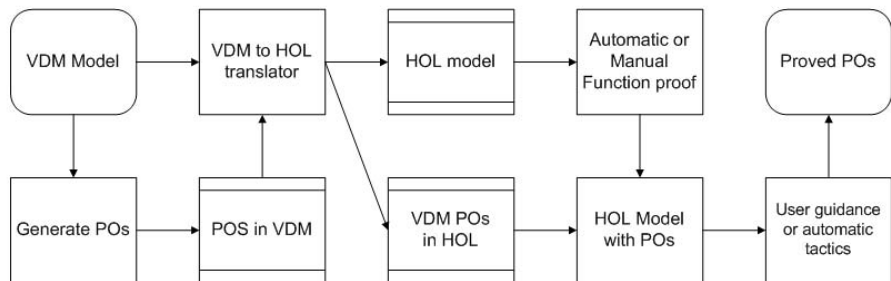 VDM Model
VDM to HOL
translator
HOL model
Automatic or
Manual
Function proof
Proved POs
Generate POs
POS in VDM
VDM POs
in HOL
HOL Model
with POs
User guidance
or automatic
tactics